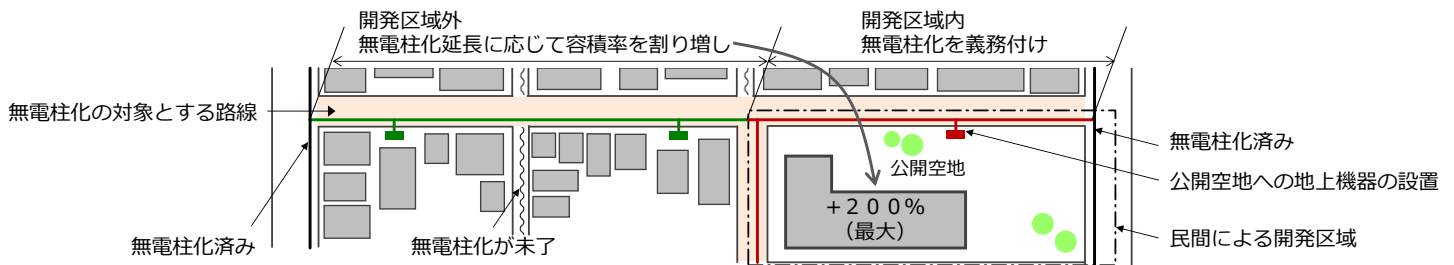 開発区域外
無電柱化延長に応じて容積率を割り増し
開発区域内
無電柱化を義務付け
無電柱化の対象とする路線
無電柱化済み
公開空地
公開空地への地上機器の設置
+200%
(最大)
無電柱化済み
無電柱化が未了
民間による開発区域